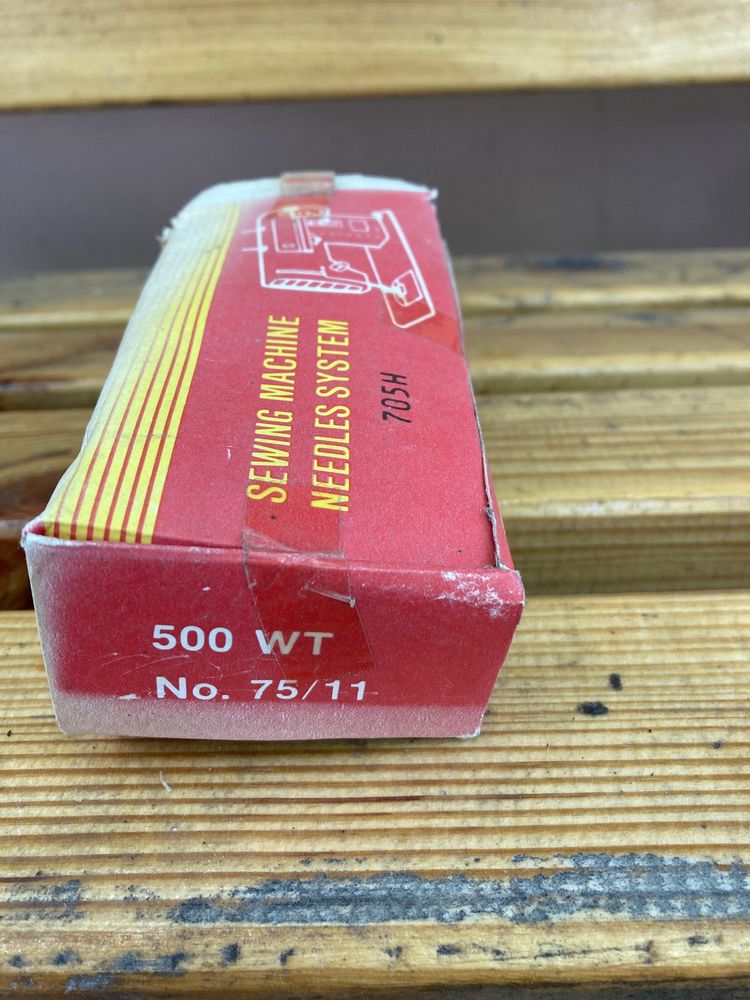 SEWING MACHINE
NEEDLES SYSTEM
705H
500 WT
No. 75/11